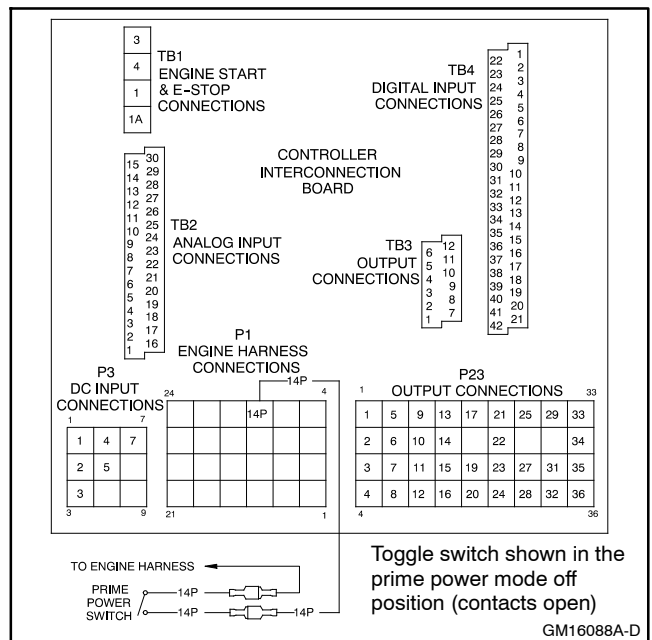 3
4
1
1A
TB1
ENGINE START
& E-STOP
CONNECTIONS
TB4
DIGITAL INPUT
CONNECTIONS
22 1
23 2
24 3
25 4
26 5
27 6
28 7
29 8
30 9
31 10
32 11
33 12
34 13
35 14
36 15
37 16
38 17
39 18
40 19
41 20
42 21
CONTROLLER
INTERCONNECTION
BOARD
15 30
14 29
13 28
12 27
11 26
10 25
9 24
8 23
7 22
6 21
5 20
4 19
3 18
2 17
1 16
TB2
ANALOG INPUT
CONNECTIONS
TB3
OUTPUT
CONNECTIONS
6 12
5 11
4 10
3 9
2 8
1 7
P3
DC INPUT
CONNECTIONS
1 7
1 4 7
2 5
3
3 9
P1
ENGINE HARNESS
CONNECTIONS
14P
24 4
14P
21 1
P23
OUTPUT CONNECTIONS
1 33
1 5 9 13 17 21 25 29 33
2 6 10 14 22 34
3 7 11 15 19 23 27 31 35
4 8 12 16 20 24 28 32 36
4 36
TO ENGINE HARNESS
PRIME
POWER
SWITCH
14P
14P 14P
Toggle switch shown in the
prime power mode off
position (contacts open)
GM16088A-D